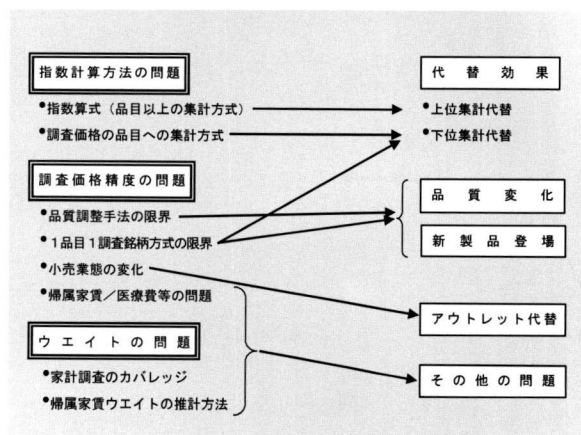 指数計算方法の問題
•指数算式（品目以上の集計方式）
•調査価格の品目への集計方式
調査価格精度の問題
•品質調整手法の限界
•１品目１調査銘柄方式の限界
•小売業態の変化
•帰属家賃／医療費等の問題
ウエイトの問題
•家計調査のカバレッジ
•帰属家賃ウエイトの推計方法
代替効果
•上位集計代替
•下位集計代替
品質変化
新製品登場
アウトレット代替
その他の問題